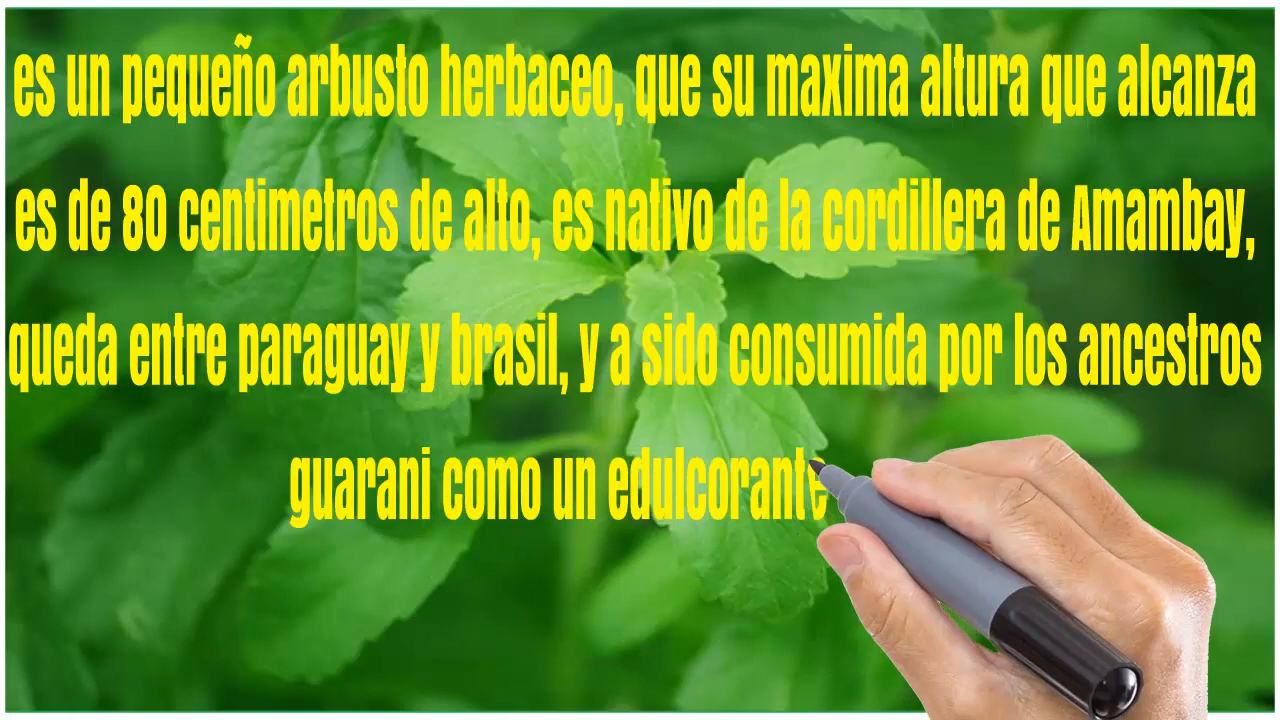 es un pequeño arbusto herbaceo, que su maxima altura que alcanza
es de 80 centimetros de alto, es nativo de la cordillera de Amambay,
queda entre paraguay y brasil, y a sido consumida por los ancestros
guarani como un edulcorante